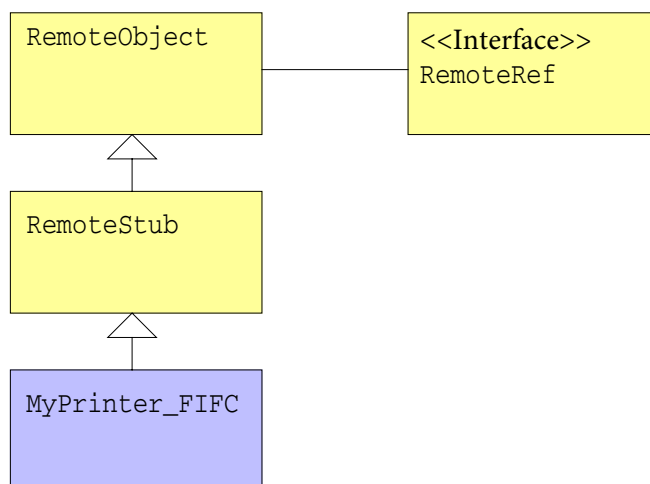 RemoteObject
<<Interface>>
RemoteRef
RemoteStub
MyPrinter_FIFC